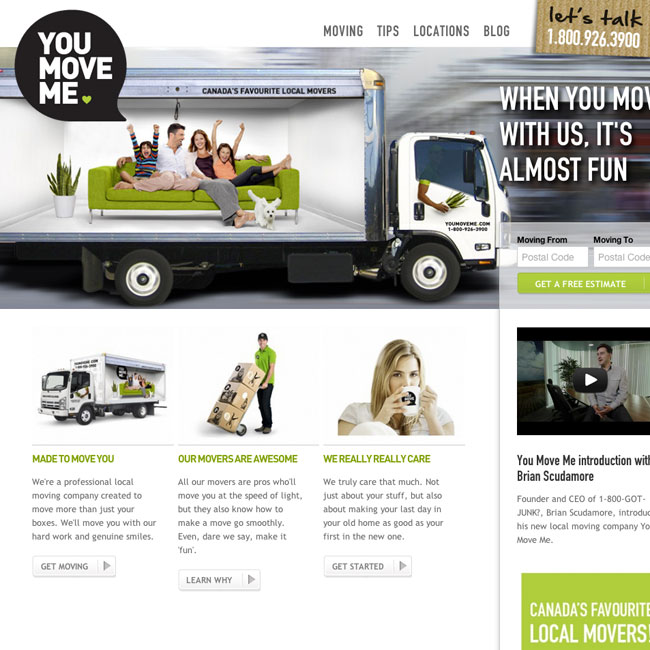 YOU
MOVE
ME
MOVING TIPS LOCATIONS BLOG
let's talk
1.800.926.3900
CANADA'S FAVOURITE LOCAL MOVERS
YOUMOVEME.COM
1-800-926-3900
WHEN YOU MOV
WITH US, IT'S
ALMOST FUN
Moving From Moving To
Postal Code Postal Code
GET A FREE ESTIMATE
MADE TO MOVE YOU
We're a professional local
moving company created to
move more than just your
boxes. We'll move you with our
hard work and genuine smiles.
GET MOVING
OUR MOVERS ARE AWESOME
All our movers are pros who'll
move you at the speed of light,
but they also know how to
make a move go smoothly.
Even, dare we say, make it
'fun'.
LEARN WHY
WE REALLY REALLY CARE
We truly care that much. Not
just about your stuff, but also
about making your last day in
your old home as good as your
first in the new one.
GET STARTED
You Move Me introduction with
Brian Scudamore
Founder and CEO of 1-800-GOT-
JUNK?, Brian Scudamore, introduc
his new local moving company Yo
Move Me.
CANADA'S FAVOURITE
LOCAL MOVERS!